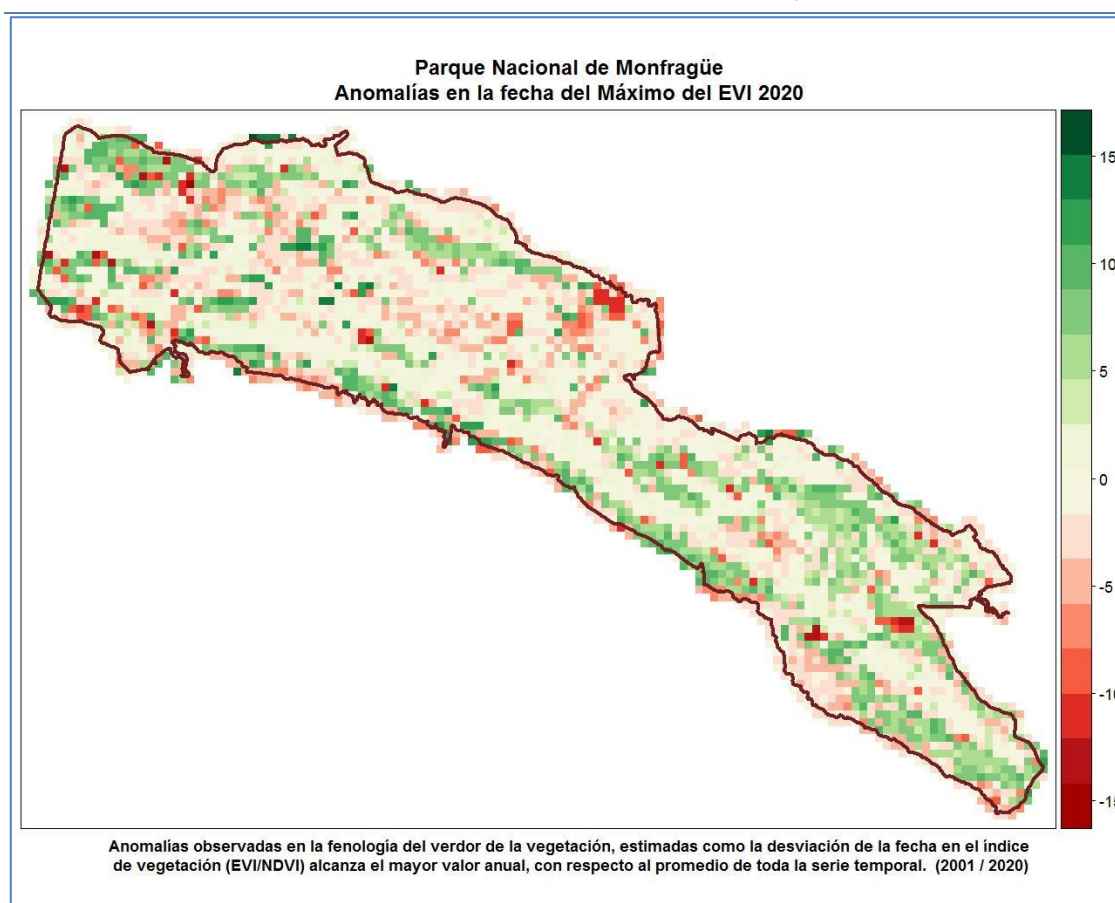 Parque Nacional de Monfragüe
Anomalías en la fecha del Máximo del EVI 2020
15
10
5
0
-5
-10
-15
Anomalías observadas en la fenología del verdor de la vegetación, estimadas como la desviación de la fecha en el índice
de vegetación (EVI/NDVI) alcanza el mayor valor anual, con respecto al promedio de toda la serie temporal. (2001 / 2020)